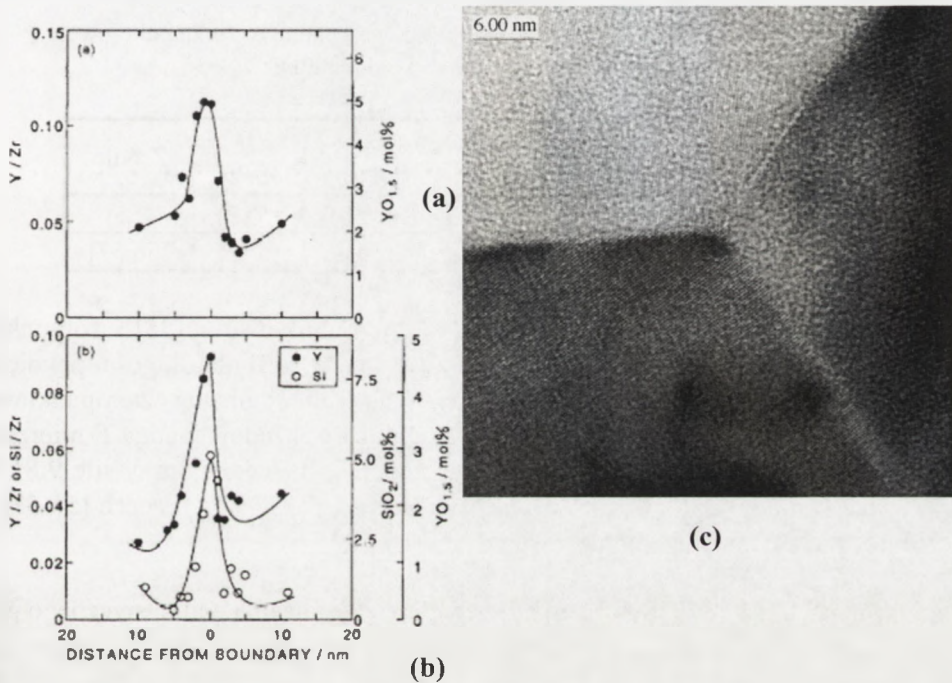 (a)
0.15
0.10
0.05
0
Y / Zr
6
5
4
3
2
1
0
YO1.5 / mol%
(a)
6.00 nm
(b)
Y
Si
0.10
0.08
0.06
0.04
0.02
0
Y/Zr or Si/Zr
7.5
5.0
2.5
0
SiO2/ mol%
5
4
3
2
1
0
YO1.5 / mol%
20 10 0 10 20
DISTANCE FROM BOUNDARY / nm
(b)
(c)